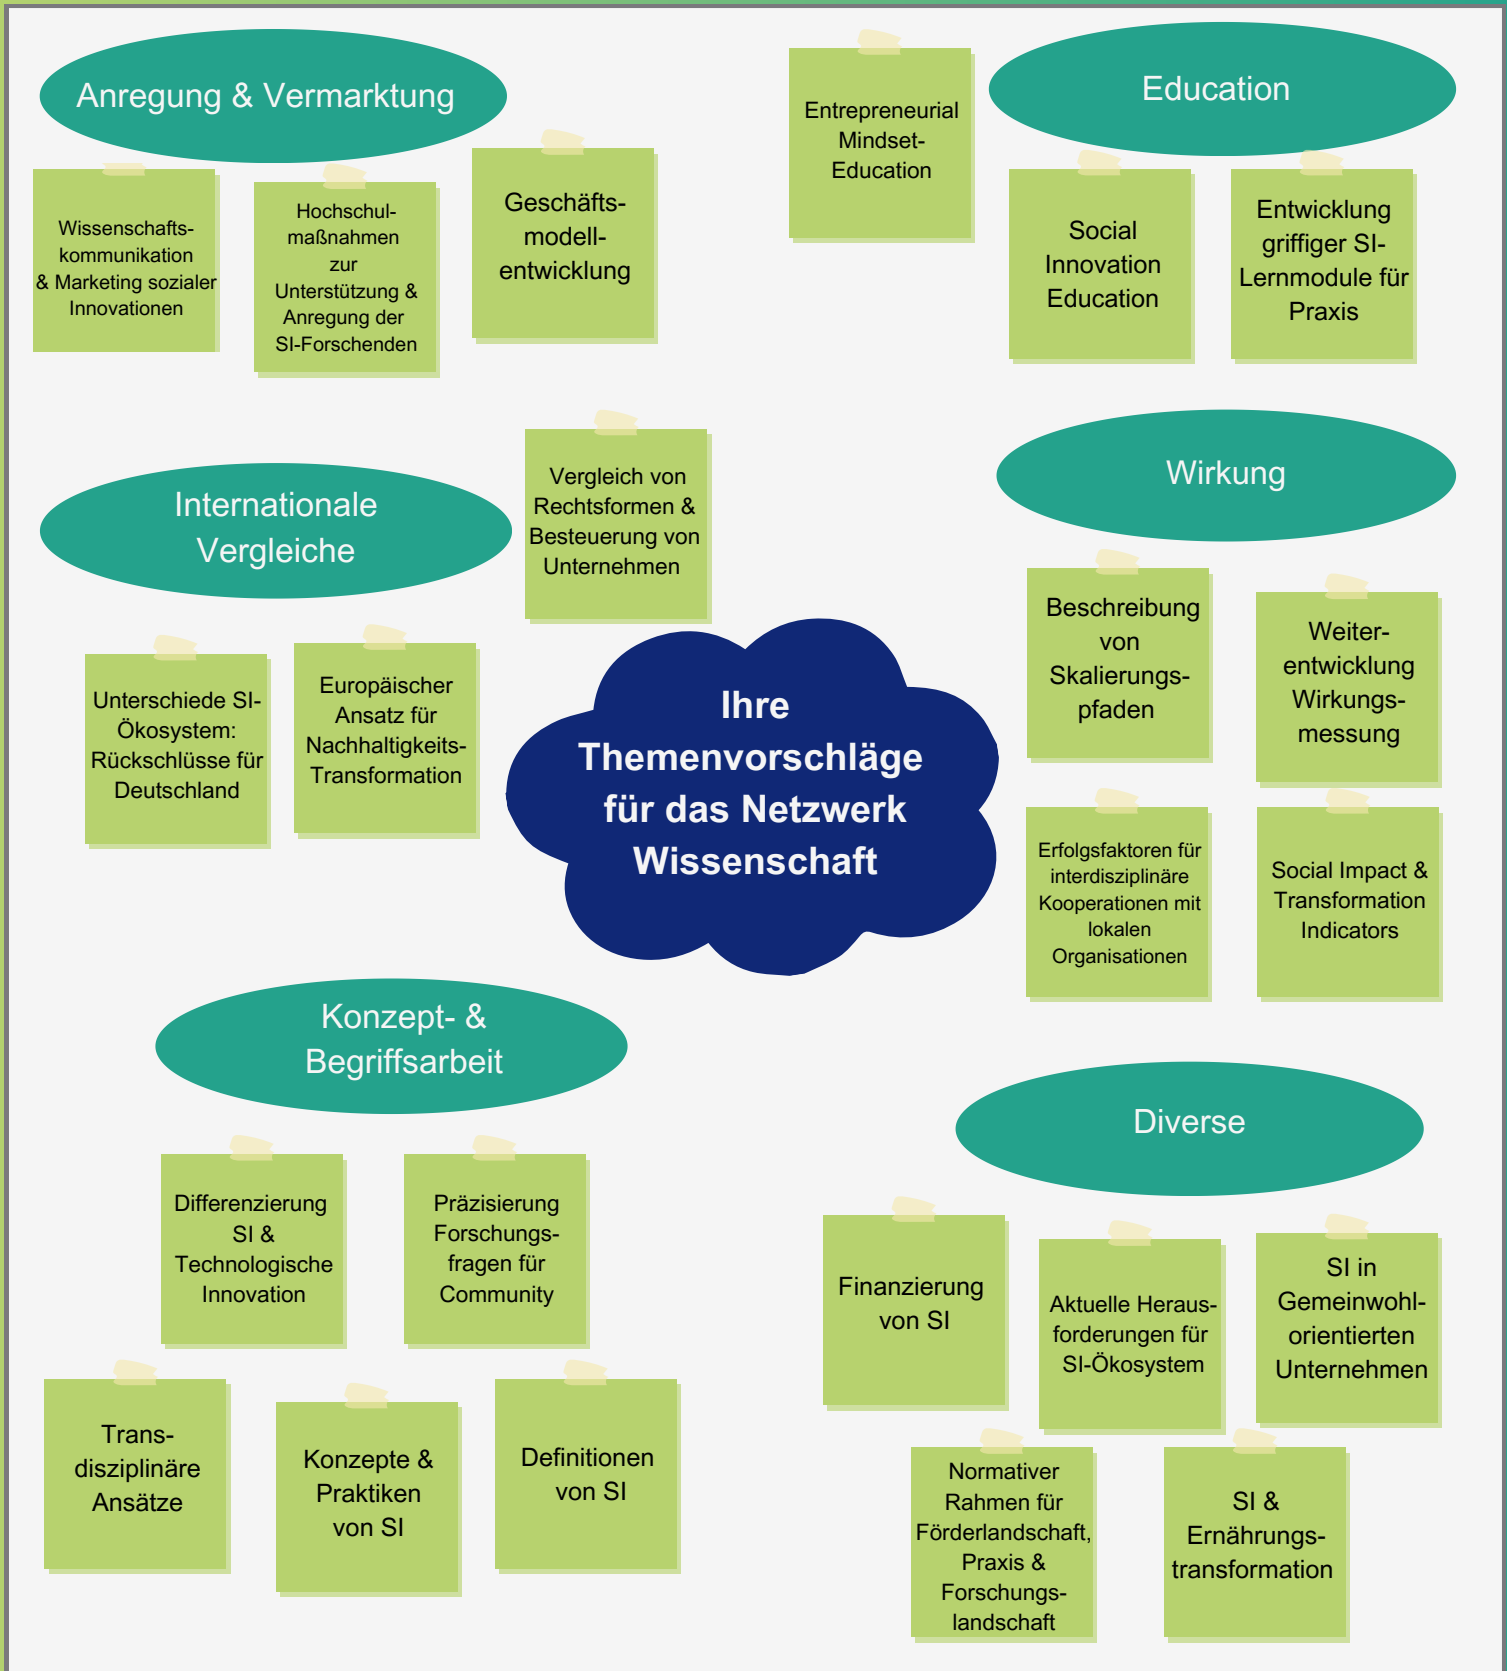 Anregung & Vermarktung
Wissenschafts-
kommunikation
& Marketing sozialer
Innovationen
Hochschul-
maßnahmen
zur
Unterstützung &
Anregung der
SI-Forschenden
Geschäfts-
modell-
entwicklung
Entrepreneurial
Mindset-
Education
Education
Social
Innovation
Education
Entwicklung
griffiger SI-
Lernmodule für
Praxis
Internationale
Vergleiche
Vergleich von
Rechtsformen &
Besteuerung von
Unternehmen
Unterschiede SI-
Ökosystem:
Rückschlüsse für
Deutschland
Europäischer
Ansatz für
Nachhaltigkeits-
Transformation
Ihre
Themenvorschläge
für das Netzwerk
Wissenschaft
Wirkung
Beschreibung
von
Skalierungs-
pfaden
Weiter-
entwicklung
Wirkungs-
messung
Erfolgsfaktoren für
interdisziplinäre
Kooperationen mit
lokalen
Organisationen
Social Impact &
Transformation
Indicators
Konzept- &
Begriffsarbeit
Differenzierung
SI &
Technologische
Innovation
Präzisierung
Forschungs-
fragen für
Community
Trans-
disziplinäre
Ansätze
Konzepte &
Praktiken
von SI
Definitionen
von SI
Diverse
Finanzierung
von SI
Aktuelle Heraus-
forderungen für
SI-Ökosystem
SI in
Gemeinwohl-
orientierten
Unternehmen
Normativer
Rahmen für
Förderlandschaft,
Praxis &
Forschungs-
landschaft
SI &
Ernährungs-
transformation